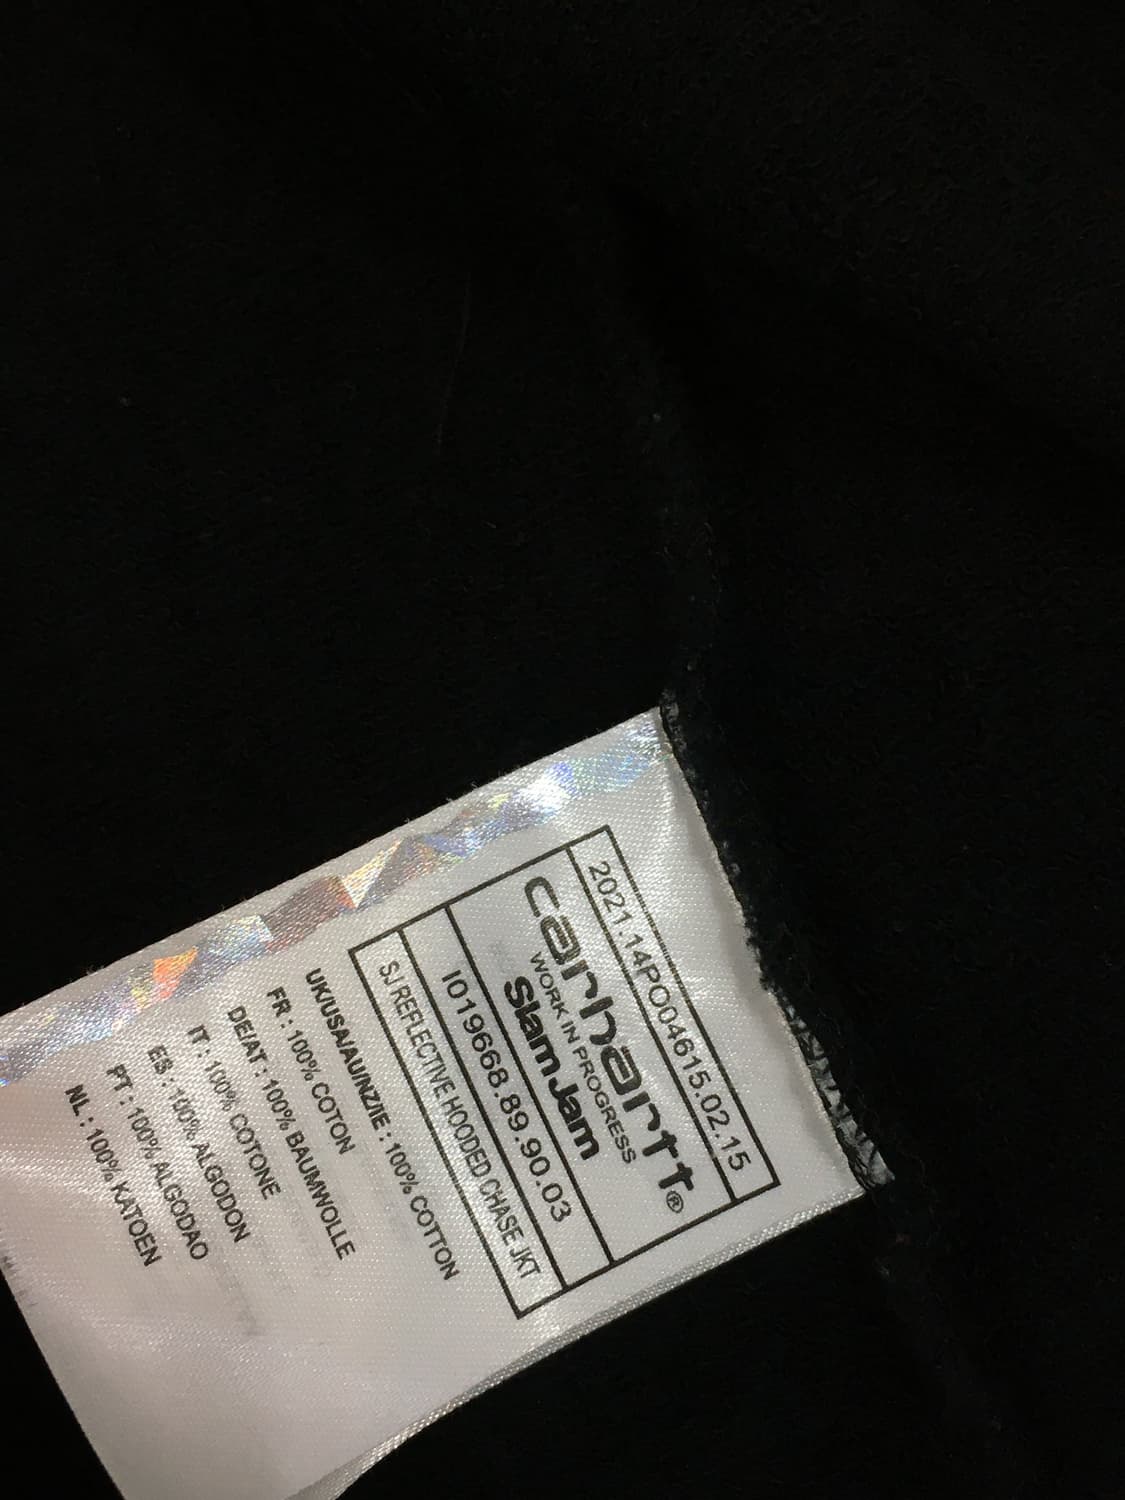 2021.14PO04615.02.15
carhartt®
WORK IN PROGRESS
Slam Jam
I019668.89.90.03
SJ REFLECTIVE HOODED CHASE JKT
UK/USA/AU/NZ/IE : 100% COTTON
FR : 100% COTON
DE/AT : 100% BAUMWOLLE
IT : 100% COTONE
ES : 100% ALGODON
PT : 100% ALGODAO
NL : 100% KATOEN